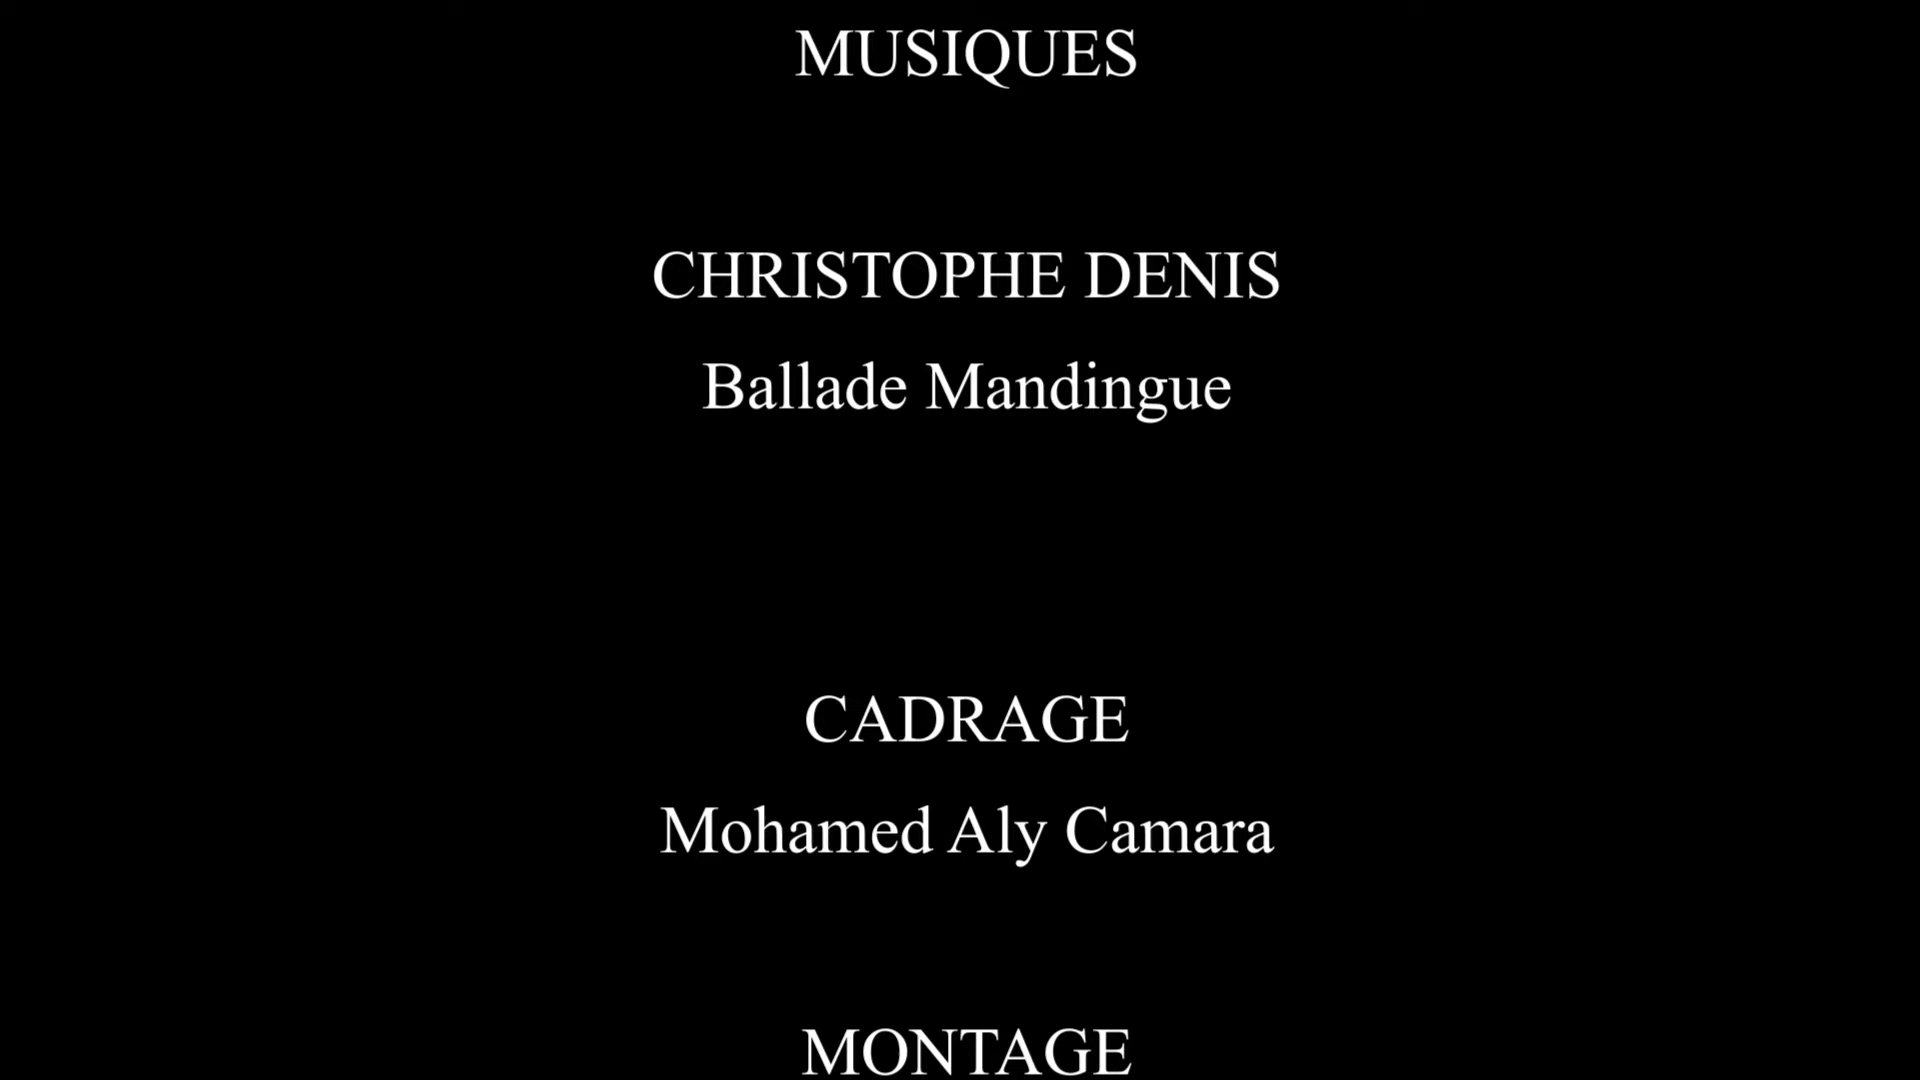 MUSIQUES
CHRISTOPHE DENIS
Ballade Mandingue
CADRAGE
Mohamed Aly Camara
MONTAGE